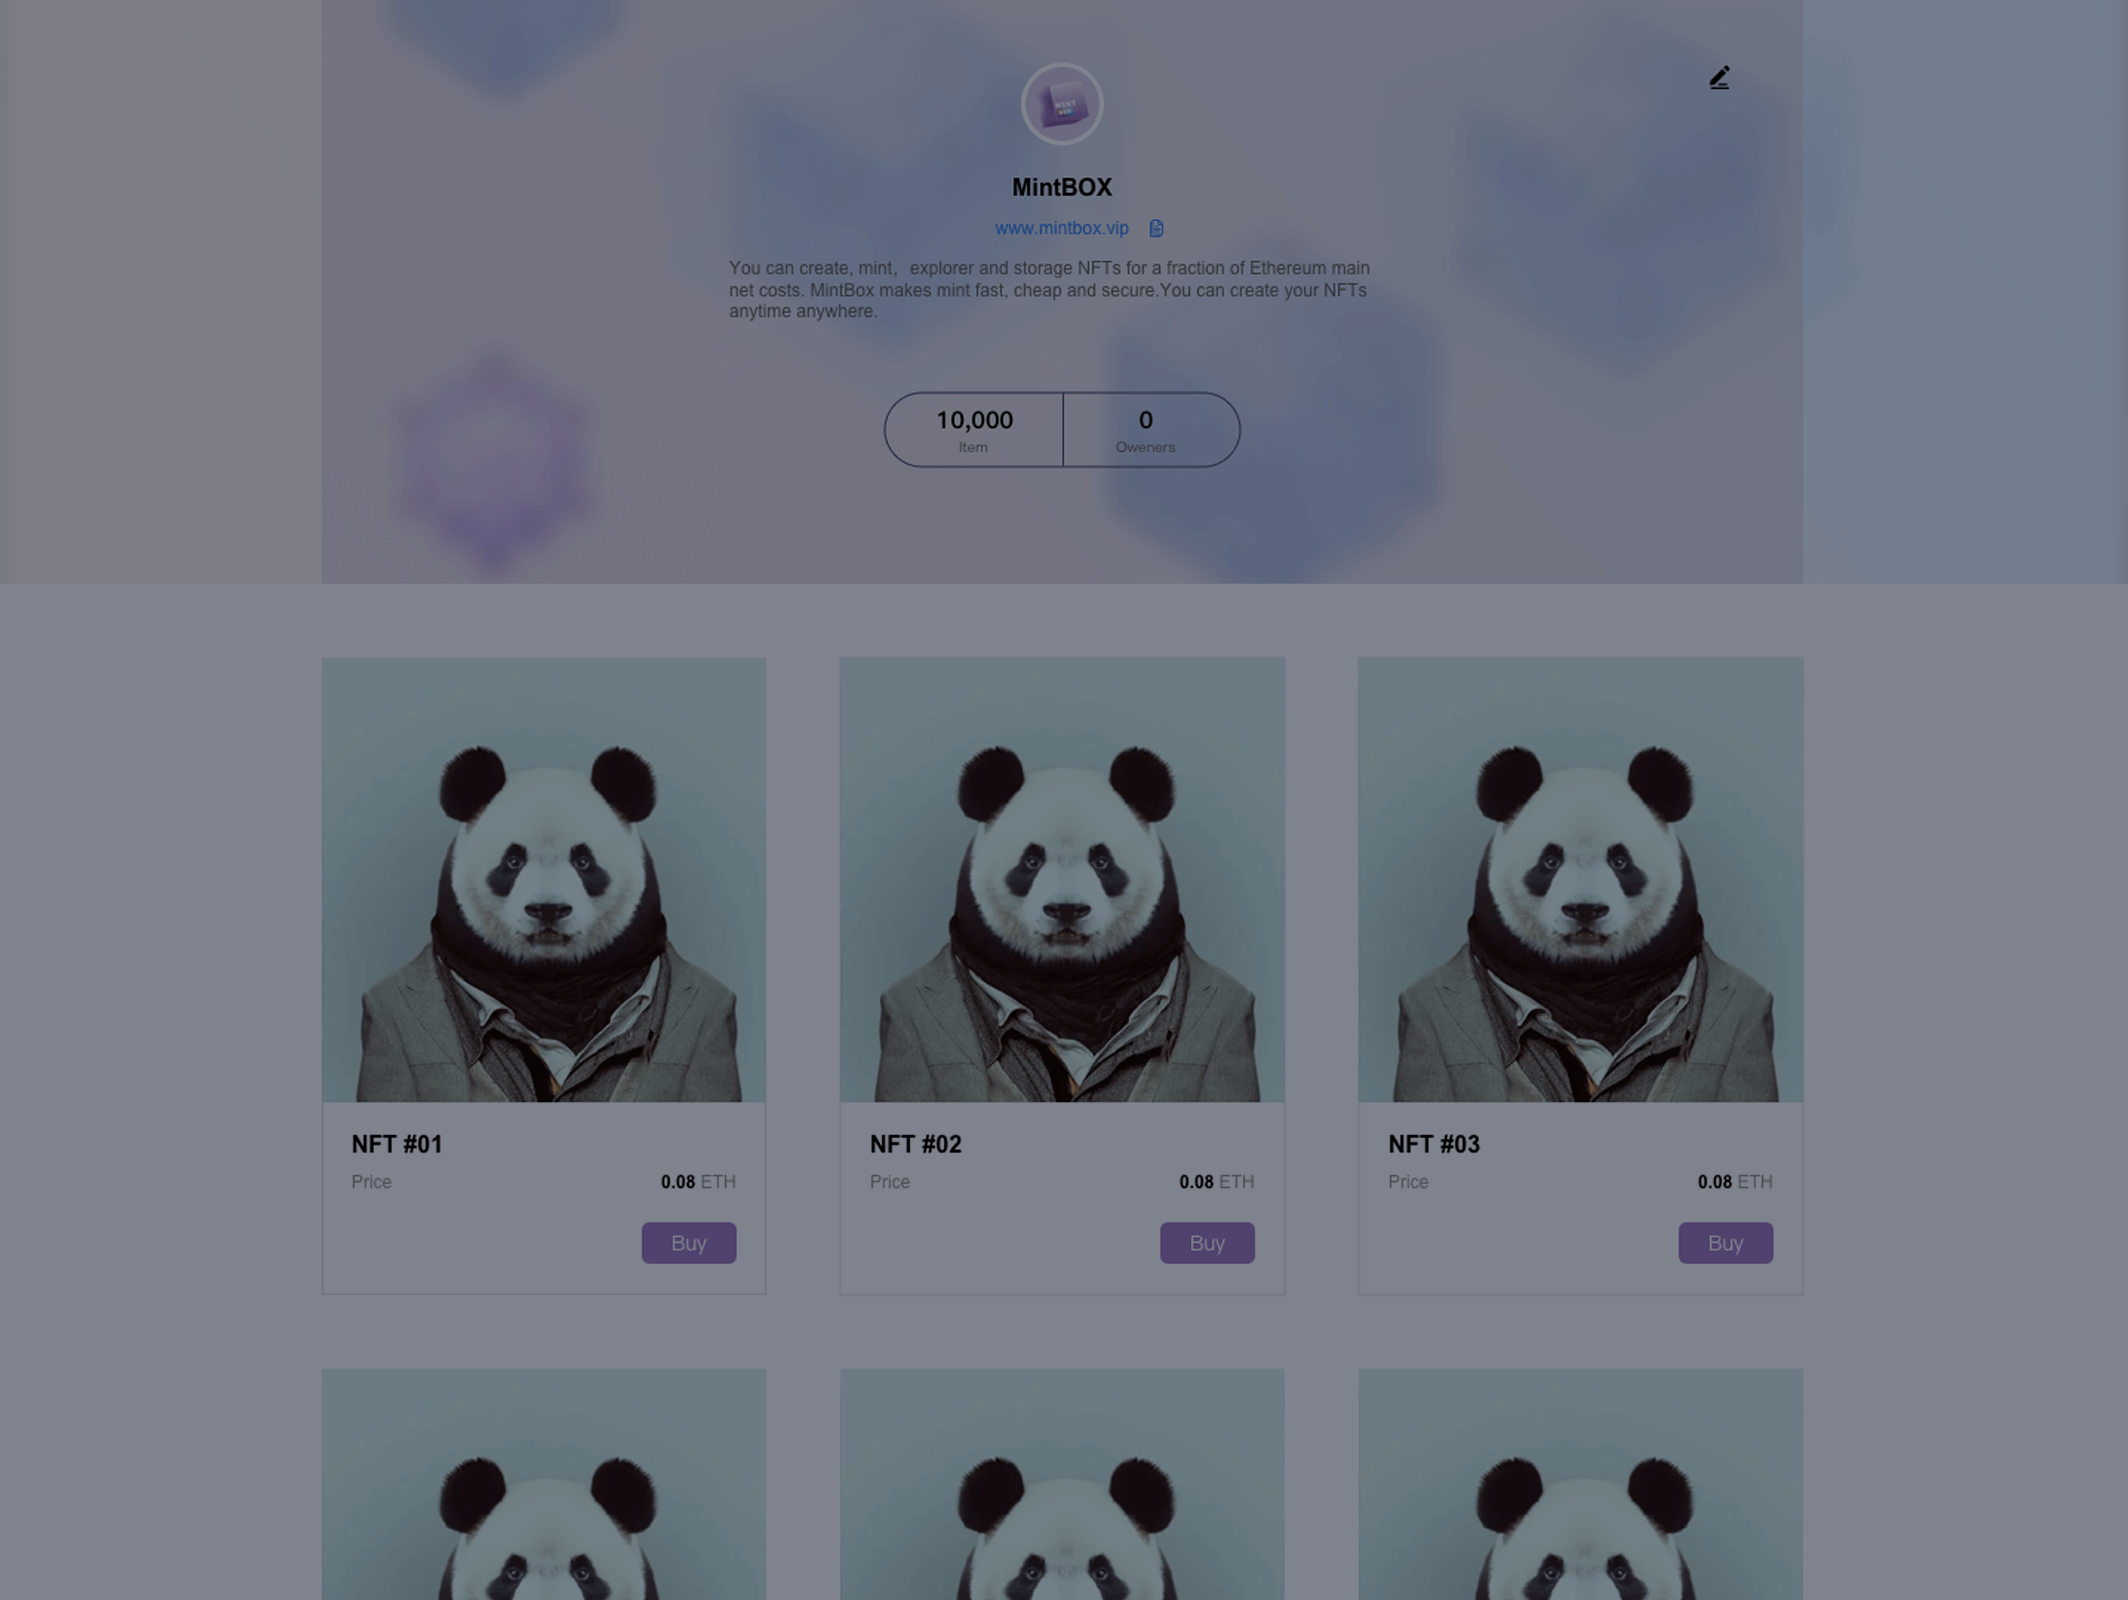 MINT
BOX
MintBOX
www.mintbox.vip
You can create, mint， explorer and storage NFTs for a fraction of Ethereum main
net costs. MintBox makes mint fast, cheap and secure.You can create your NFTs
anytime anywhere.
10,000 0
Item Oweners
NFT #01 NFT #02 NFT #03
Price 0.08 ETH Price 0.08 ETH Price 0.08 ETH
Buy Buy Buy